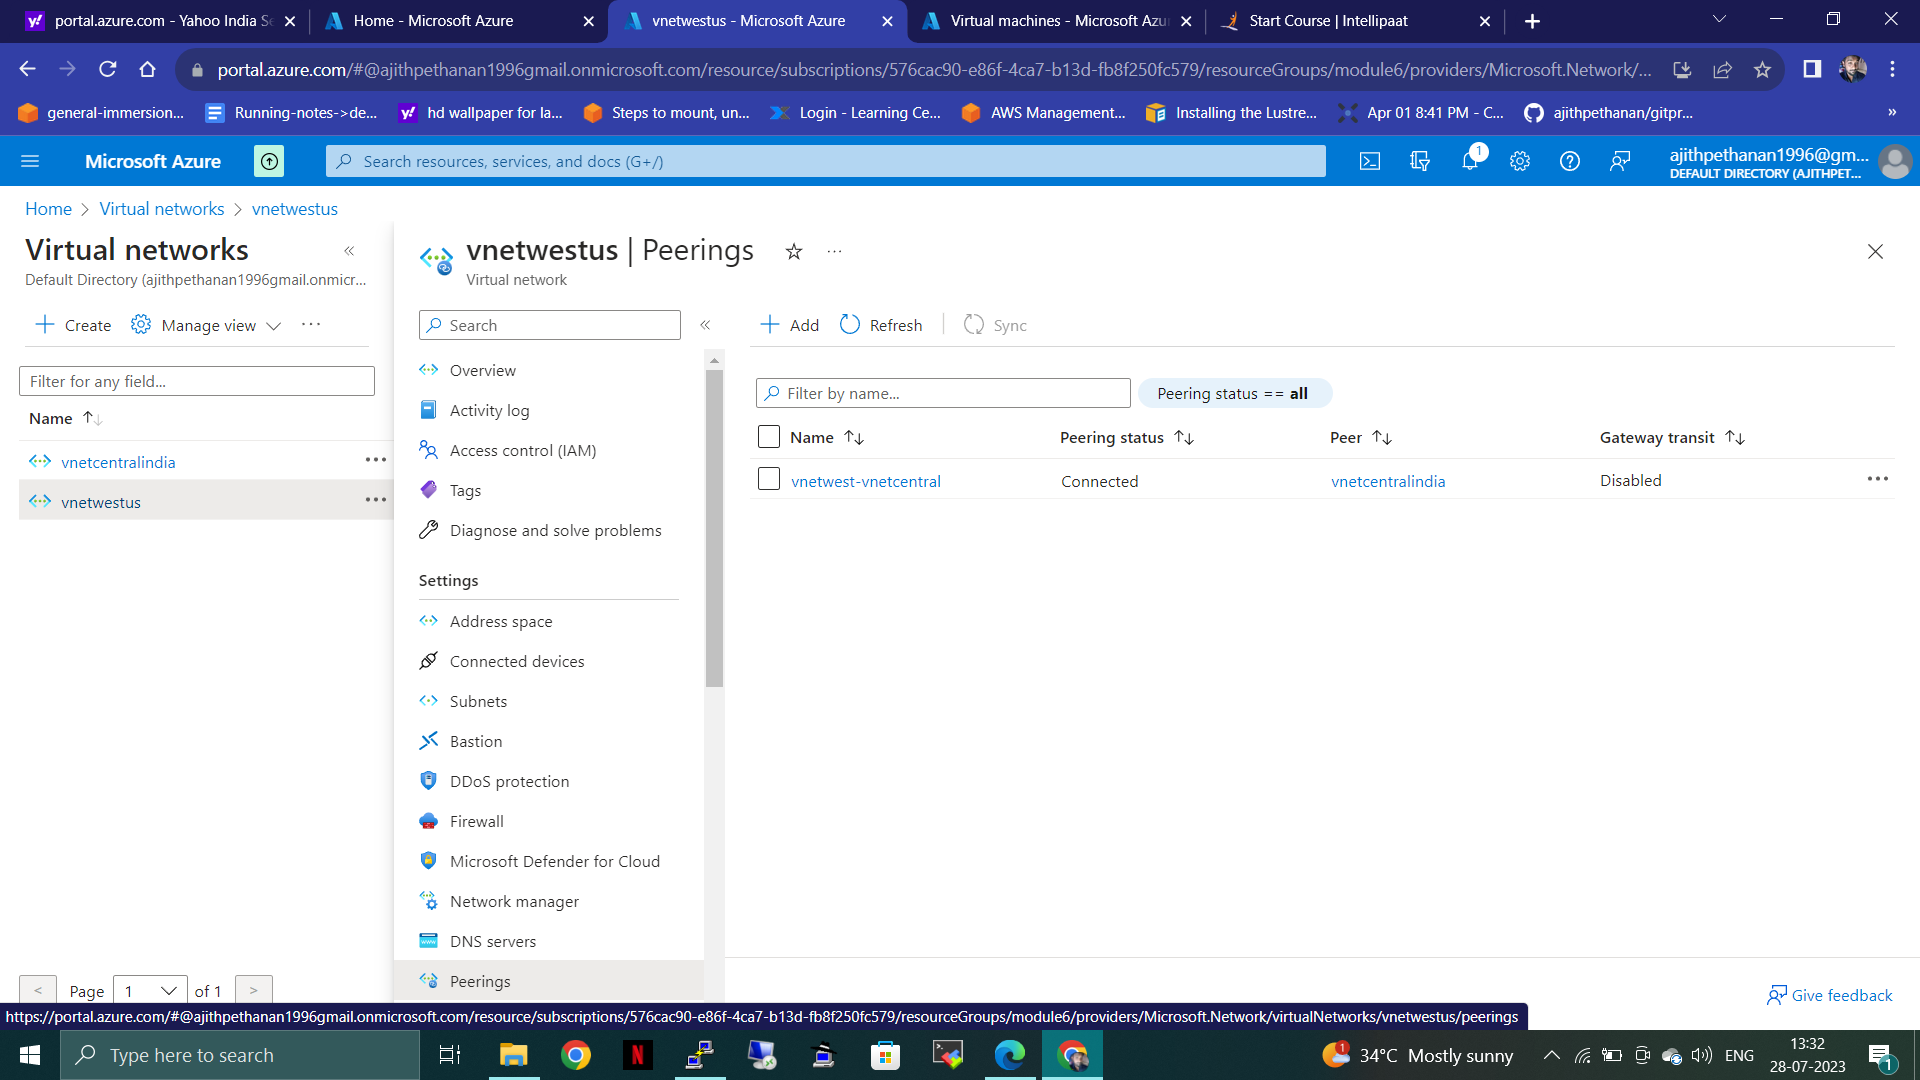 portal.azure.com - Yahoo India Se
Home - Microsoft Azure
vnetwestus - Microsoft Azure
Virtual machines - Microsoft Azur
Start Course | Intellipaat
portal.azure.com/#@ajithpethanan1996gmail.onmicrosoft.com/resource/subscriptions/576cac90-e86f-4ca7-b13d-fb8f250fc579/resourceGroups/module6/providers/Microsoft.Network/...
general-immersion...
Running-notes->de...
hd wallpaper for la...
Steps to mount, un...
Login - Learning Ce...
AWS Management...
Installing the Lustre...
Apr 01 8:41 PM - C...
ajithpethanan/gitpr...
»
Microsoft Azure
Search resources, services, and docs (G+/)
1
ajithpethanan1996@gm...
DEFAULT DIRECTORY (AJITHPET...
Home > Virtual networks > vnetwestus
Virtual networks
«
Default Directory (ajithpethanan1996gmail.onmicr...
Create
Manage view
...
Filter for any field...
Name
vnetcentralindia
...
vnetwestus
...
< Page 1 of 1 >
vnetwestus | Peerings
...
Virtual network
Search
«
Overview
Activity log
Access control (IAM)
Tags
Diagnose and solve problems
Settings
Address space
Connected devices
Subnets
Bastion
DDoS protection
Firewall
Microsoft Defender for Cloud
Network manager
DNS servers
Peerings
Add
Refresh
Sync
Filter by name...
Peering status == all
Name Peering status Peer Gateway transit
vnetwest-vnetcentral Connected vnetcentralindia Disabled ...
Give feedback
https://portal.azure.com/#@ajithpethanan1996gmail.onmicrosoft.com/resource/subscriptions/576cac90-e86f-4ca7-b13d-fb8f250fc579/resourceGroups/module6/providers/Microsoft.Network/virtualNetworks/vnetwestus/peerings
Type here to search
1
34°C Mostly sunny
ENG
13:32
28-07-2023
1